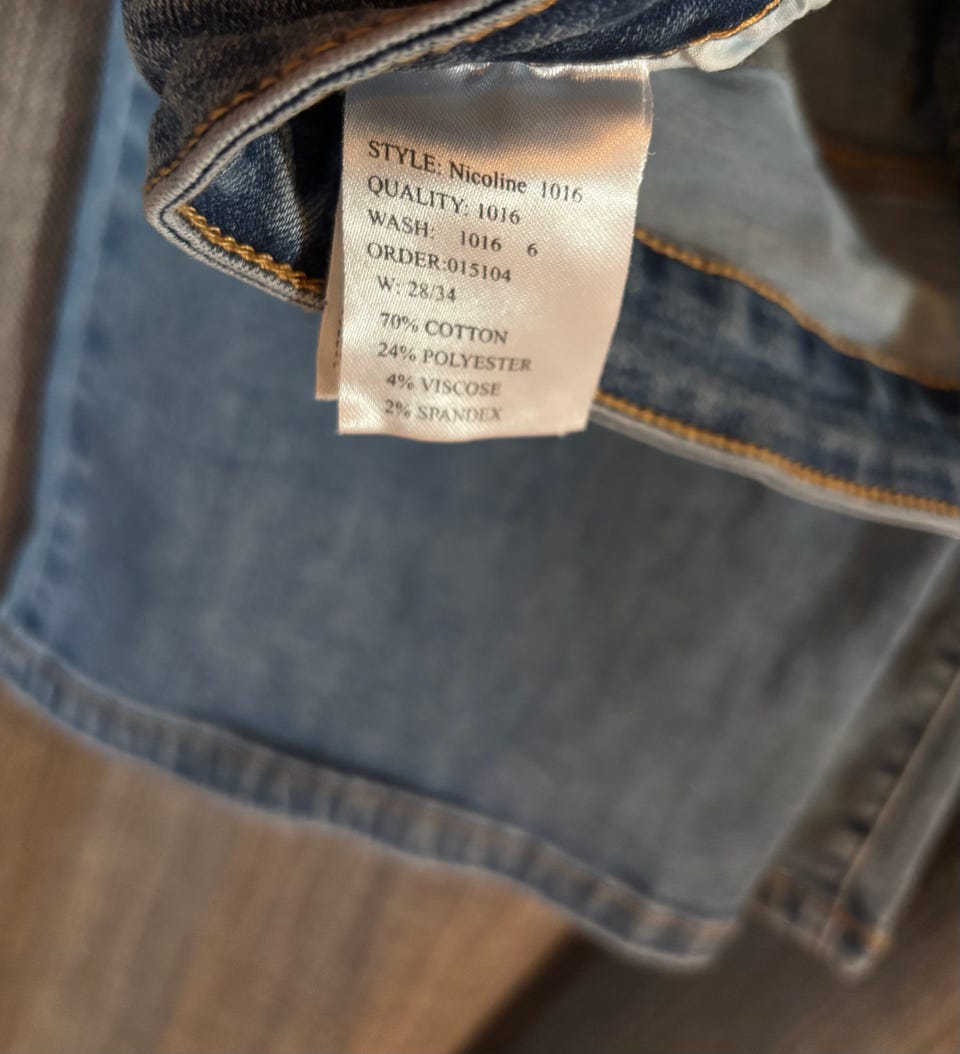 STYLE: Nicoline 1016
QUALITY: 1016
WASH: 1016 6
ORDER:015104
W: 28/34
70% COTTON
24% POLYESTER
4% VISCOSE
2% SPANDEX